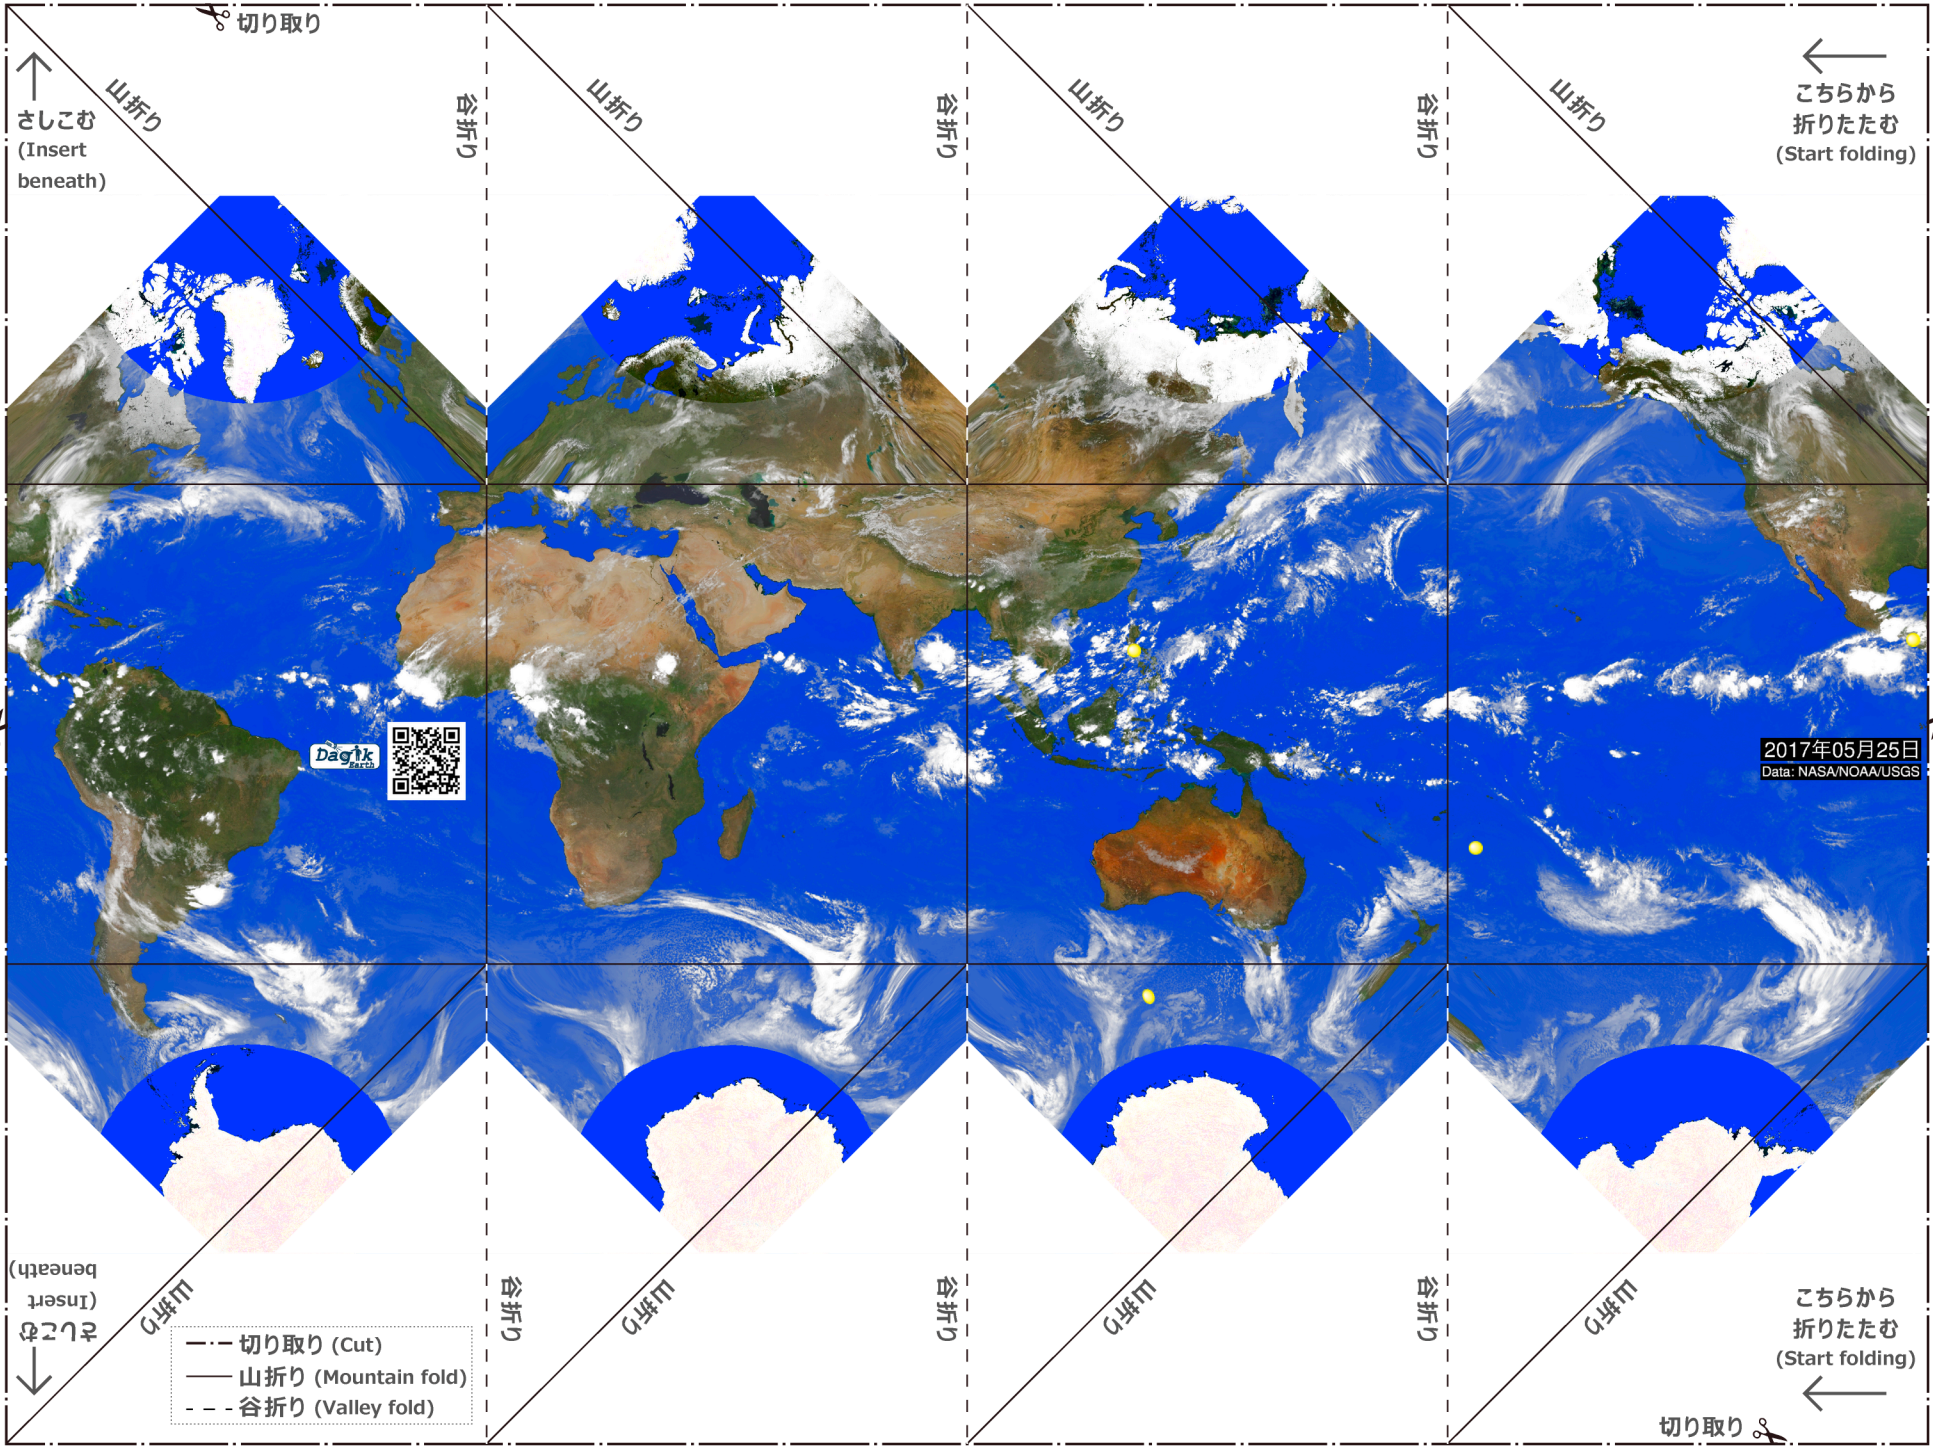 切り取り
さしこむ
(Insert
beneath)
山折り
谷折り
山折り
谷折り
山折り
谷折り
山折り
こちらから
折りたたむ
(Start folding)
Dagik
Earth
2017年05月25日
Data: NASA/NOAA/USGS
さしこむ
(Insert
beneath)
山折り
谷折り
山折り
谷折り
山折り
谷折り
山折り
こちらから
折りたたむ
(Start folding)
切り取り (Cut)
山折り (Mountain fold)
谷折り (Valley fold)
切り取り